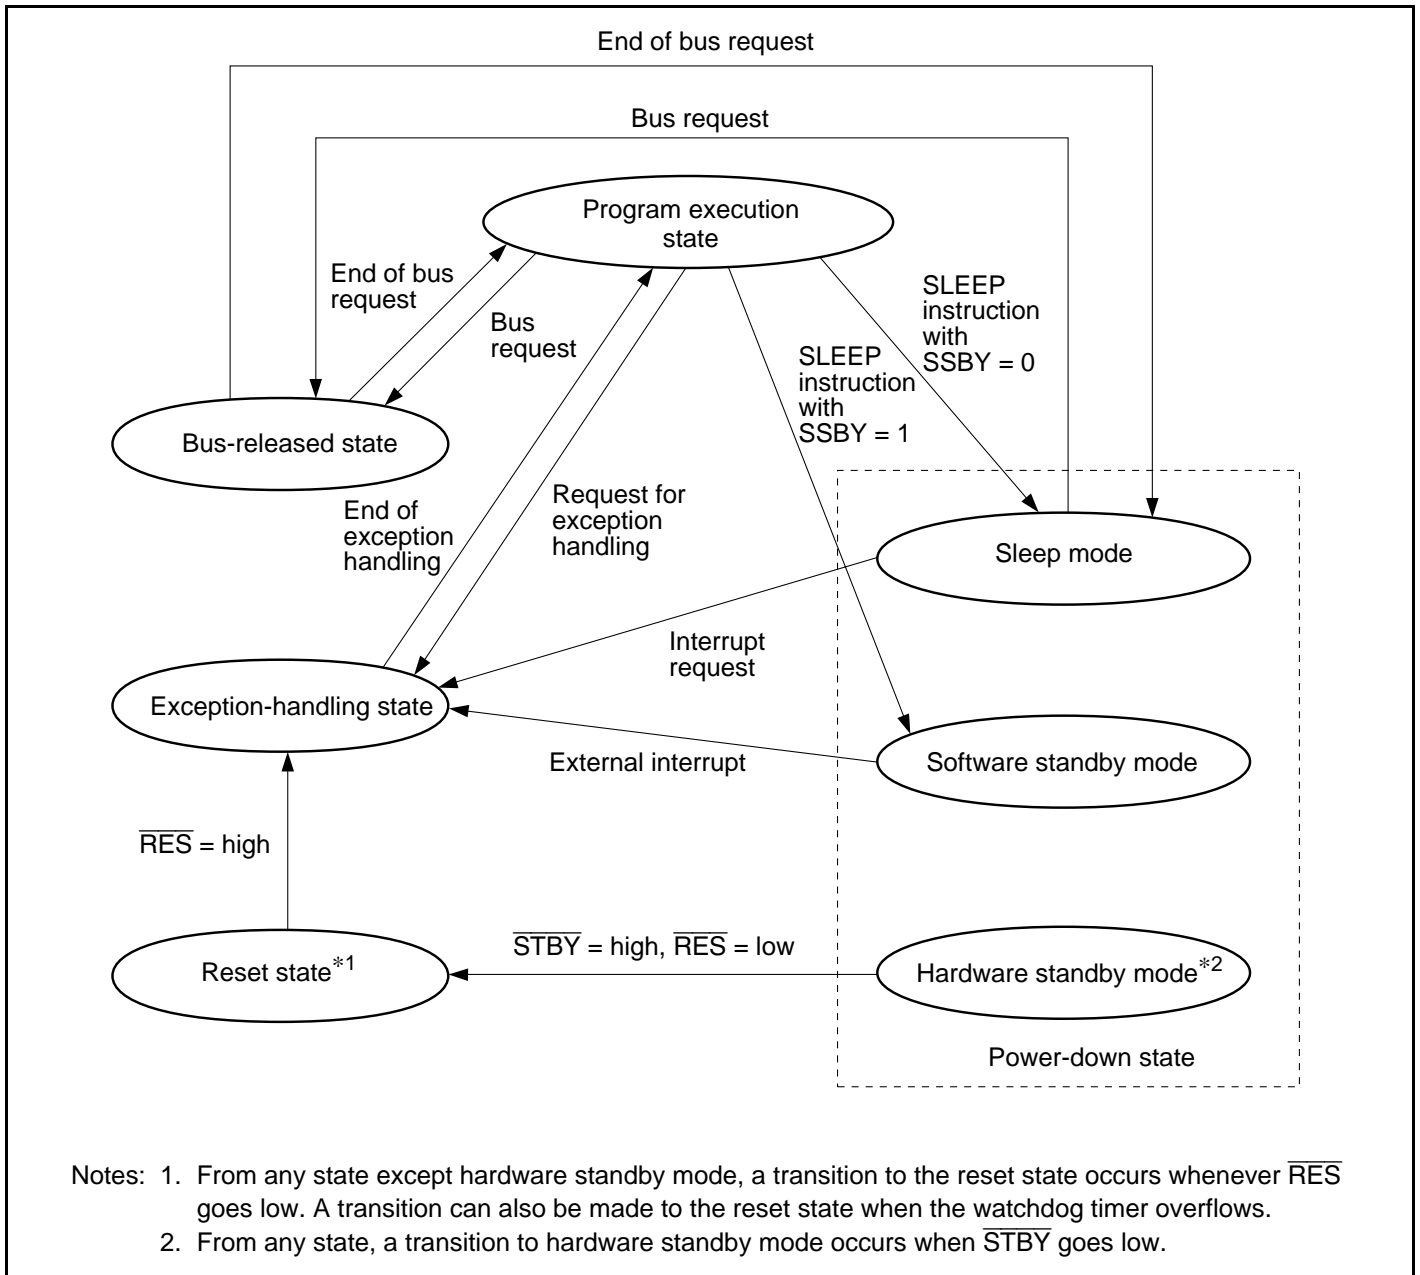 End of bus request
Bus request
Program execution
state
End of bus
request
Bus
request
SLEEP
instruction
with
SSBY = 0
SLEEP
instruction
with
SSBY = 1
Bus-released state
End of
exception
handling
Request for
exception
handling
Sleep mode
Interrupt
request
Exception-handling state
External interrupt
Software standby mode
R̅E̅S̅ = high
S̅T̅B̅Y̅ = high, R̅E̅S̅ = low
Reset state*1
Hardware standby mode*2
Power-down state
Notes: 1. From any state except hardware standby mode, a transition to the reset state occurs whenever R̅E̅S̅
goes low. A transition can also be made to the reset state when the watchdog timer overflows.
2. From any state, a transition to hardware standby mode occurs when S̅T̅B̅Y̅ goes low.